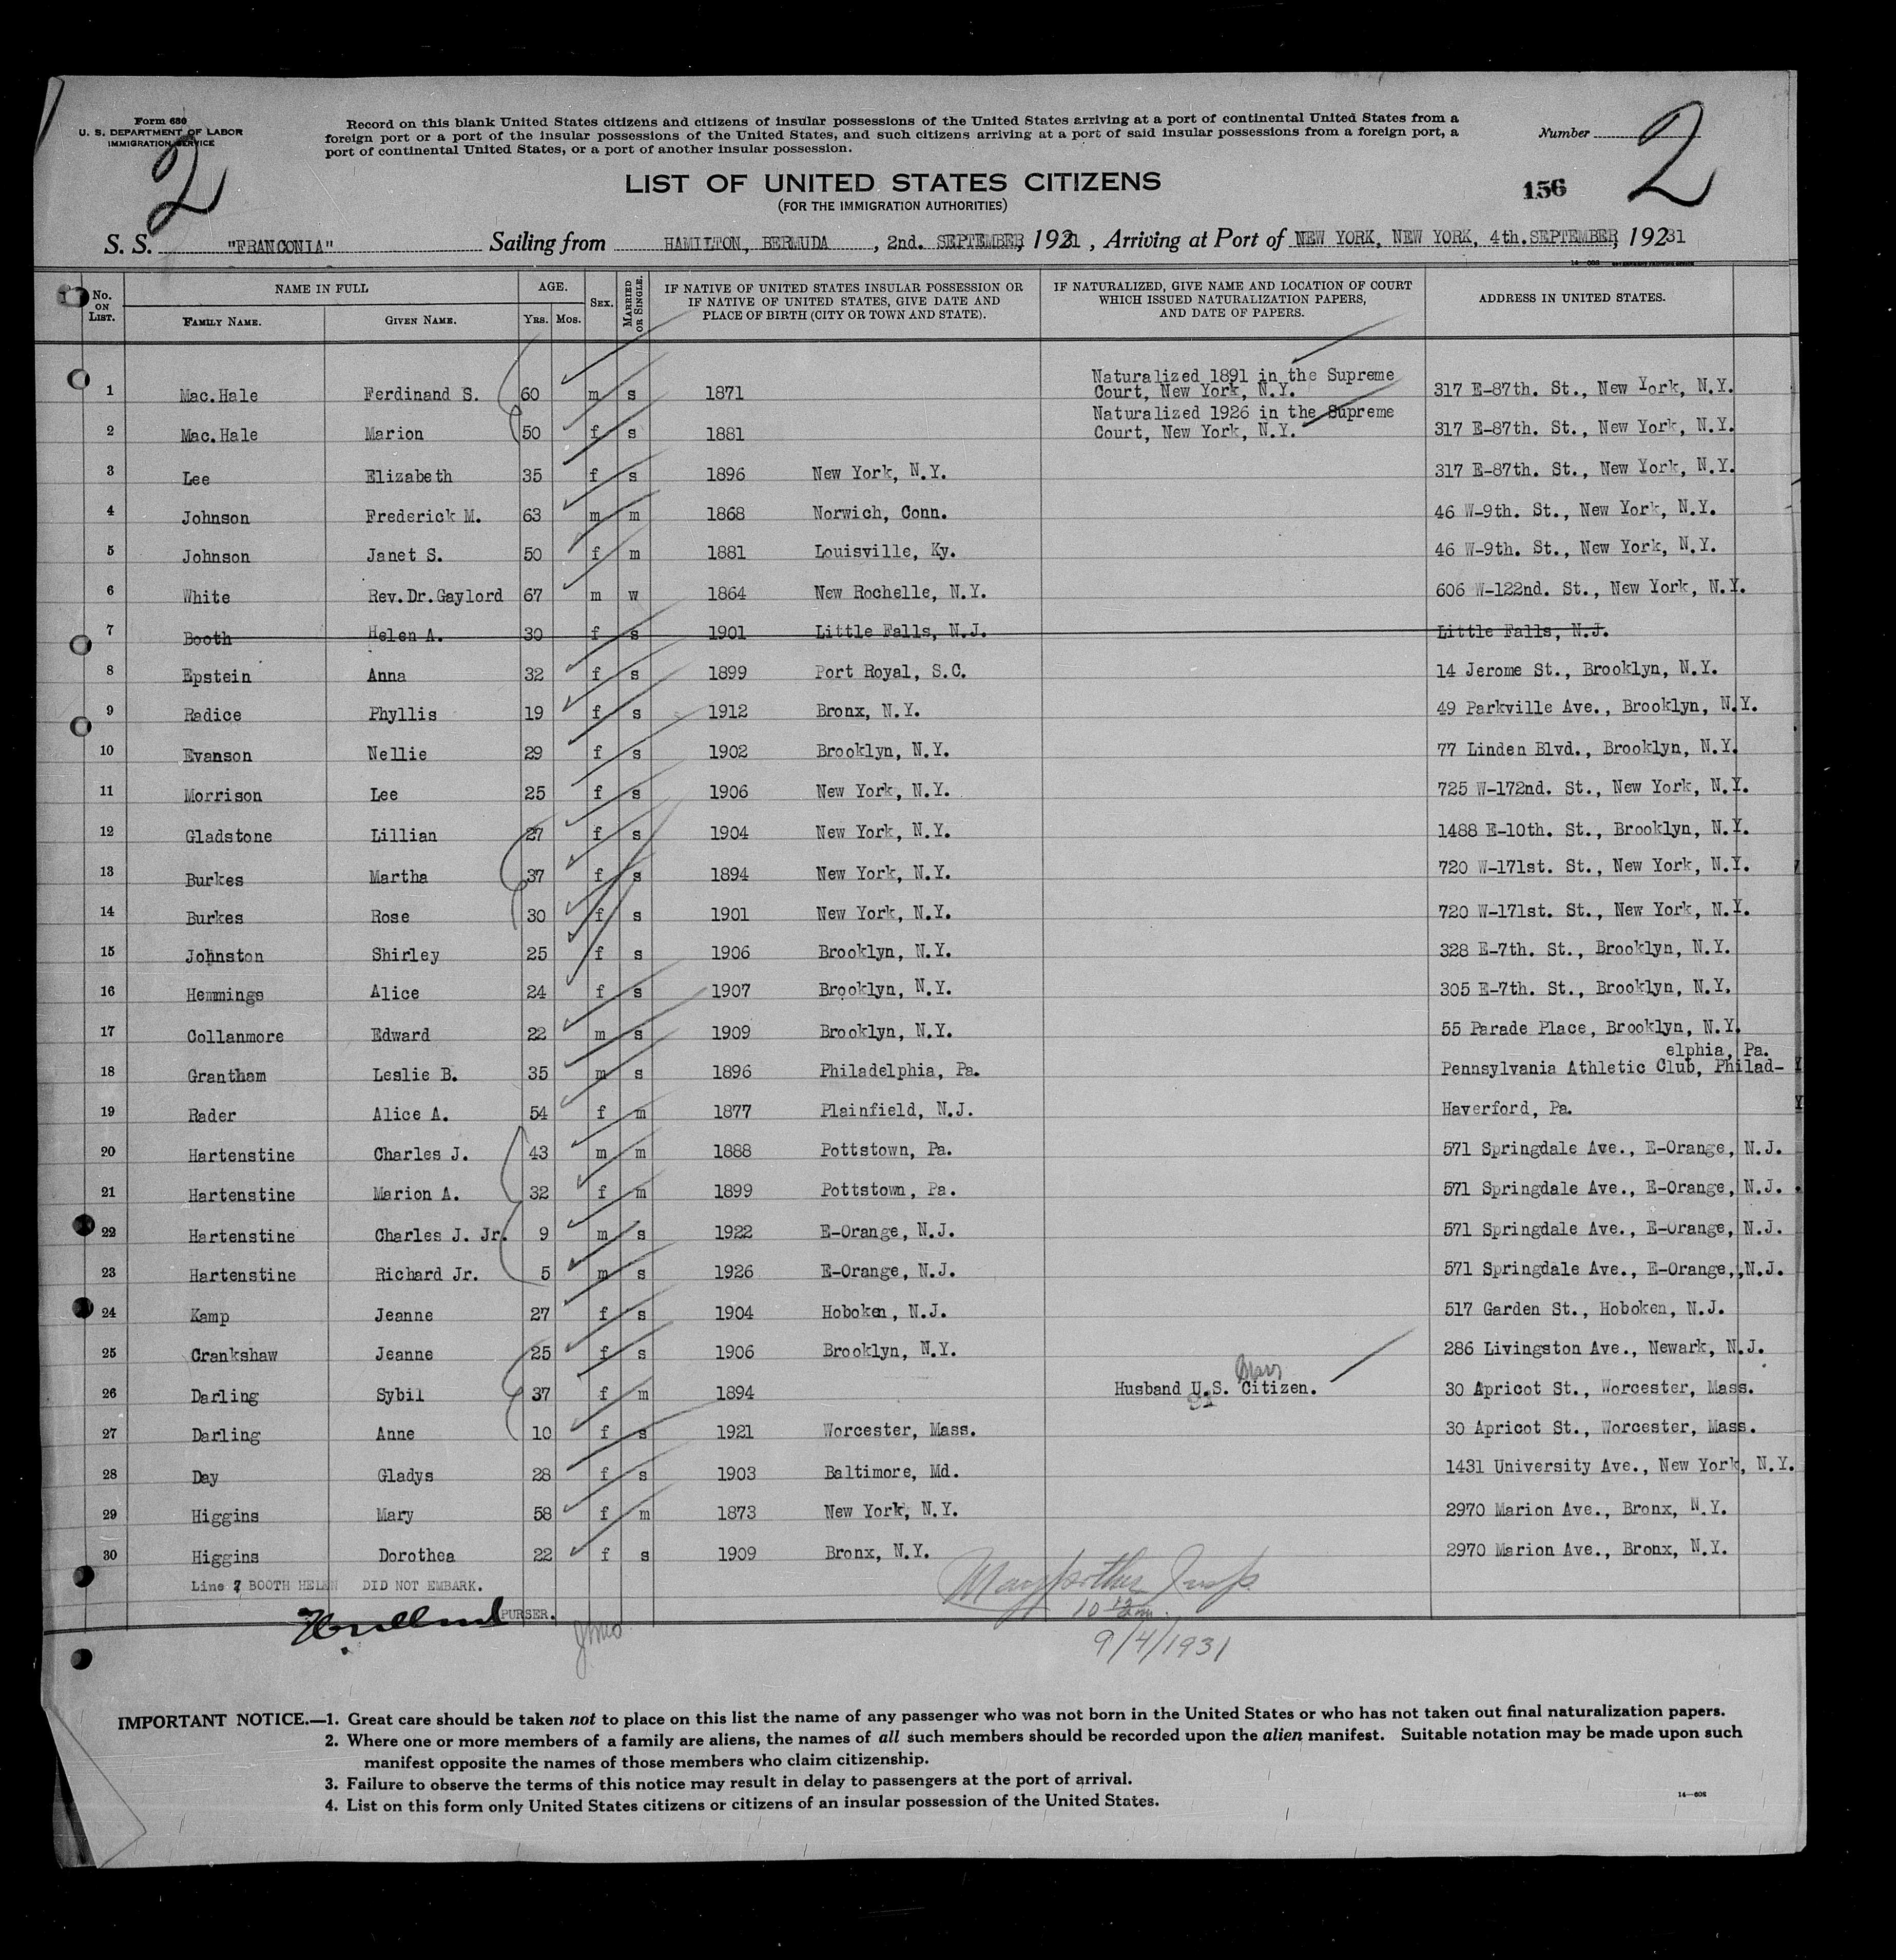 Form 630
U. S. DEPARTMENT OF LABOR
IMMIGRATION SERVICE
2
Record on this blank United States citizens and citizens of insular possessions of the United States arriving at a port of continental United States from a
foreign port or a port of the insular possessions of the United States, and such citizens arriving at a port of said insular possessions from a foreign port, a
port of continental United States, or a port of another insular possession.
Number
2
LIST OF UNITED STATES CITIZENS
(FOR THE IMMIGRATION AUTHORITIES)
156
S. S. "FRANCONIA" Sailing from HAMILTON, BERMUDA , 2nd. SEPTEMBER, 1931 , Arriving at Port of NEW YORK, NEW YORK, 4th. SEPTEMBER, 19231
No. ON LIST. NAME IN FULL FAMILY NAME. GIVEN NAME. AGE. YRS. MOS. SEX. MARRIED OR SINGLE. IF NATIVE OF UNITED STATES INSULAR POSSESSION OR IF NATIVE OF UNITED STATES, GIVE DATE AND PLACE OF BIRTH (CITY OR TOWN AND STATE). IF NATURALIZED, GIVE NAME AND LOCATION OF COURT WHICH ISSUED NATURALIZATION PAPERS, AND DATE OF PAPERS. ADDRESS IN UNITED STATES.
1 Mac.Hale Ferdinand S. 60 m s 1871 Naturalized 1891 in the Supreme Court, New York, N.Y. 317 E-87th. St., New York, N.Y.
2 Mac.Hale Marion 50 f s 1881 Naturalized 1926 in the Supreme Court, New York, N.Y. 317 E-87th. St., New York, N.Y.
3 Lee Elizabeth 35 f s 1896 New York, N.Y. 317 E-87th. St., New York, N.Y.
4 Johnson Frederick M. 63 m m 1868 Norwich, Conn. 46 W-9th. St., New York, N.Y.
5 Johnson Janet S. 50 f m 1881 Louisville, Ky. 46 W-9th. St., New York, N.Y.
6 White Rev.Dr.Gaylord 67 m w 1864 New Rochelle, N.Y. 606 W-122nd. St., New York, N.Y.
7 Booth Helen A. 30 f s 1901 Little Falls, N.J. Little Falls, N.J.
8 Epstein Anna 32 f s 1899 Port Royal, S.C. 14 Jerome St., Brooklyn, N.Y.
9 Radice Phyllis 19 f s 1912 Bronx, N.Y. 49 Parkville Ave., Brooklyn, N.Y.
10 Evanson Nellie 29 f s 1902 Brooklyn, N.Y. 77 Linden Blvd., Brooklyn, N.Y.
11 Morrison Lee 25 f s 1906 New York, N.Y. 725 W-172nd. St., New York, N.Y.
12 Gladstone Lillian 27 f s 1904 New York, N.Y. 1488 E-10th. St., Brooklyn, N.Y.
13 Burkes Martha 37 f s 1894 New York, N.Y. 720 W-171st. St., New York, N.Y.
14 Burkes Rose 30 f s 1901 New York, N.Y. 720 W-171st. St., New York, N.Y.
15 Johnston Shirley 25 f s 1906 Brooklyn, N.Y. 328 E-7th. St., Brooklyn, N.Y.
16 Hemmings Alice 24 f s 1907 Brooklyn, N.Y. 305 E-7th. St., Brooklyn, N.Y.
17 Collanmore Edward 22 m s 1909 Brooklyn, N.Y. 55 Parade Place, Brooklyn, N.Y.
18 Grantham Leslie B. 35 m s 1896 Philadelphia, Pa. Pennsylvania Athletic Club, Philad-elphia, Pa.
19 Rader Alice A. 54 f m 1877 Plainfield, N.J. Haverford, Pa.
20 Hartenstine Charles J. 43 m m 1888 Pottstown, Pa. 571 Springdale Ave., E-Orange, N.J.
21 Hartenstine Marion A. 32 f m 1899 Pottstown, Pa. 571 Springdale Ave., E-Orange, N.J.
22 Hartenstine Charles J. Jr. 9 m s 1922 E-Orange, N.J. 571 Springdale Ave., E-Orange, N.J.
23 Hartenstine Richard Jr. 5 m s 1926 E-Orange, N.J. 571 Springdale Ave., E-Orange,,N.J.
24 Kamp Jeanne 27 f s 1904 Hoboken, N.J. 517 Garden St., Hoboken, N.J.
25 Crankshaw Jeanne 25 f s 1906 Brooklyn, N.Y. 286 Livingston Ave., Newark, N.J.
26 Darling Sybil 37 f m 1894 Husband U.S. Citizen. 30 Apricot St., Worcester, Mass.
27 Darling Anne 10 f s 1921 Worcester, Mass. 30 Apricot St., Worcester, Mass.
28 Day Gladys 28 f s 1903 Baltimore, Md. 1431 University Ave., New York, N.Y.
29 Higgins Mary 58 f m 1873 New York, N.Y. 2970 Marion Ave., Bronx, N.Y.
30 Higgins Dorothea 22 f s 1909 Bronx, N.Y. 2970 Marion Ave., Bronx, N.Y.
Line 7 BOOTH HELEN DID NOT EMBARK.
PURSER.
9/4/1931
IMPORTANT NOTICE.—1. Great care should be taken not to place on this list the name of any passenger who was not born in the United States or who has not taken out final naturalization papers.
2. Where one or more members of a family are aliens, the names of all such members should be recorded upon the alien manifest. Suitable notation may be made upon such
manifest opposite the names of those members who claim citizenship.
3. Failure to observe the terms of this notice may result in delay to passengers at the port of arrival.
4. List on this form only United States citizens or citizens of an insular possession of the United States.
14—608